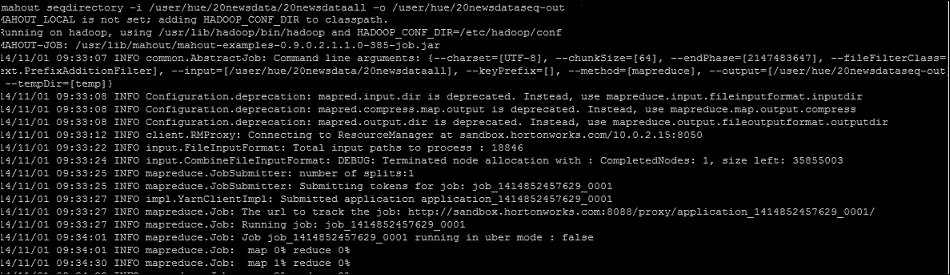 mahout seqdirectory -i /user/hue/20newsdata/20newsdataall -o /user/hue/20newsdataseq-out
MAHOUT_LOCAL is not set; adding HADOOP_CONF_DIR to classpath.
Running on hadoop, using /usr/lib/hadoop/bin/hadoop and HADOOP_CONF_DIR=/etc/hadoop/conf
MAHOUT-JOB: /usr/lib/mahout/mahout-examples-0.9.0.2.1.1.0-385-job.jar
14/11/01 09:33:07 INFO common.AbstractJob: Command line arguments: {--charset=[UTF-8], --chunkSize=[64], --endPhase=[2147483647], --fileFilterClass=
ext.PrefixAdditionFilter], --input=[/user/hue/20newsdata/20newsdataall], --keyPrefix=[], --method=[mapreduce], --output=[/user/hue/20newsdataseq-out
--tempDir=[temp]}
14/11/01 09:33:08 INFO Configuration.deprecation: mapred.input.dir is deprecated. Instead, use mapreduce.input.fileinputformat.inputdir
14/11/01 09:33:08 INFO Configuration.deprecation: mapred.compress.map.output is deprecated. Instead, use mapreduce.map.output.compress
14/11/01 09:33:08 INFO Configuration.deprecation: mapred.output.dir is deprecated. Instead, use mapreduce.output.fileoutputformat.outputdir
14/11/01 09:33:12 INFO client.RMProxy: Connecting to ResourceManager at sandbox.hortonworks.com/10.0.2.15:8050
14/11/01 09:33:22 INFO input.FileInputFormat: Total input paths to process : 18846
14/11/01 09:33:24 INFO input.CombineFileInputFormat: DEBUG: Terminated node allocation with : CompletedNodes: 1, size left: 35855003
14/11/01 09:33:25 INFO mapreduce.JobSubmitter: number of splits:1
14/11/01 09:33:25 INFO mapreduce.JobSubmitter: Submitting tokens for job: job_1414852457629_0001
14/11/01 09:33:27 INFO impl.YarnClientImpl: Submitted application application_1414852457629_0001
14/11/01 09:33:27 INFO mapreduce.Job: The url to track the job: http://sandbox.hortonworks.com:8088/proxy/application_1414852457629_0001/
14/11/01 09:33:27 INFO mapreduce.Job: Running job: job_1414852457629_0001
14/11/01 09:34:01 INFO mapreduce.Job: Job job_1414852457629_0001 running in uber mode : false
14/11/01 09:34:01 INFO mapreduce.Job:  map 0% reduce 0%
14/11/01 09:34:30 INFO mapreduce.Job:  map 1% reduce 0%